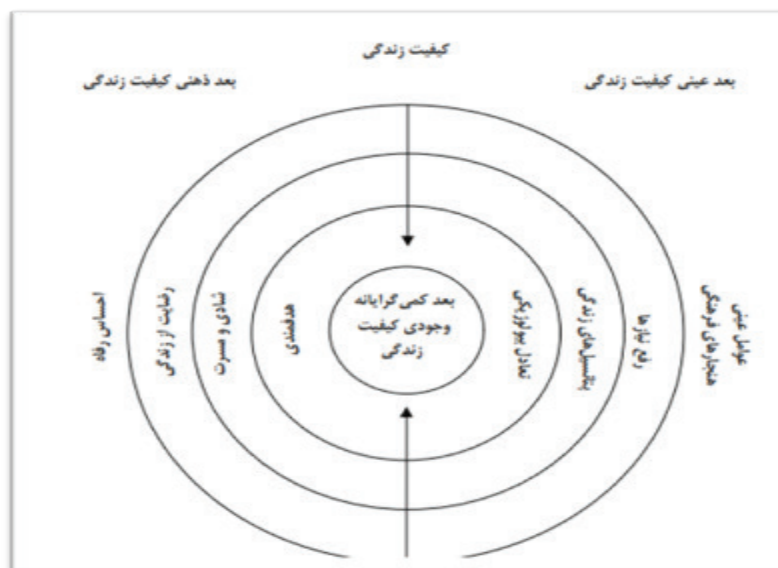 کیفیت زندگی
بعد عینی کیفیت زندگی
بعد ذهنی کیفیت زندگی
بعد کمی‌گرایانه
وجودی کیفیت
زندگی
تعادل بیولوژیکی
پتانسیل‌های زندگی
رفع نیازها
عوامل عینی
هنجارهای فرهنگی
هدفمندی
شادی و مسرت
رضایت از زندگی
احساس رفاه